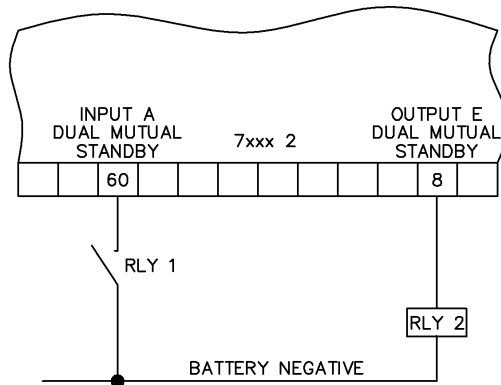 INPUT A
DUAL MUTUAL
STANDBY
7xxx 2
OUTPUT E
DUAL MUTUAL
STANDBY
60
8
RLY 1
RLY 2
BATTERY NEGATIVE